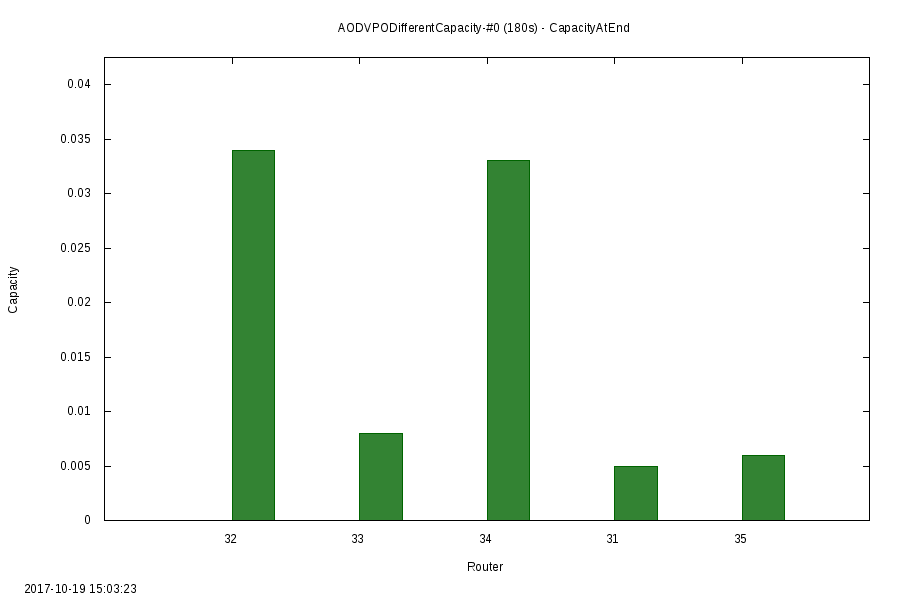 AODVPODifferentCapacity-#0 (180s) - CapacityAtEnd
0.04
0.035
0.03
0.025
0.02
0.015
0.01
0.005
0
Capacity
32 33 34 31 35
Router
2017-10-19 15:03:23